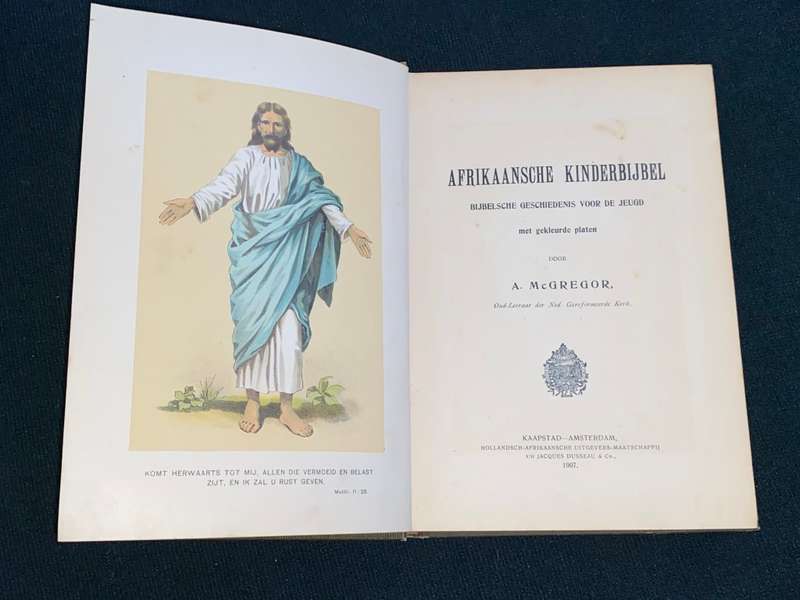 KOMT HERWAARTS TOT MIJ, ALLEN DIE VERMOEID EN BELAST
ZIJT, EN IK ZAL U RUST GEVEN.
Matth. 11: 28.
AFRIKAANSCHE KINDERBIJBEL
BIJBELSCHE GESCHIEDENIS VOOR DE JEUGD
met gekleurde platen
DOOR
A. McGREGOR,
Oud-Leeraar der Ned. Gereformeerde Kerk.
KAAPSTAD—AMSTERDAM,
HOLLANDSCH-AFRIKAANSCHE UITGEVERS-MAATSCHAPPIJ
v/h JACQUES DUSSEAU & Co.,
1907.